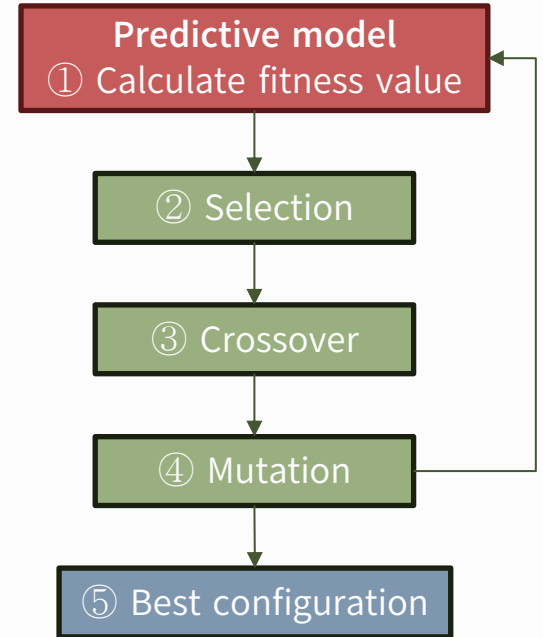 Predictive model
① Calculate fitness value
② Selection
③ Crossover
④ Mutation
⑤ Best configuration